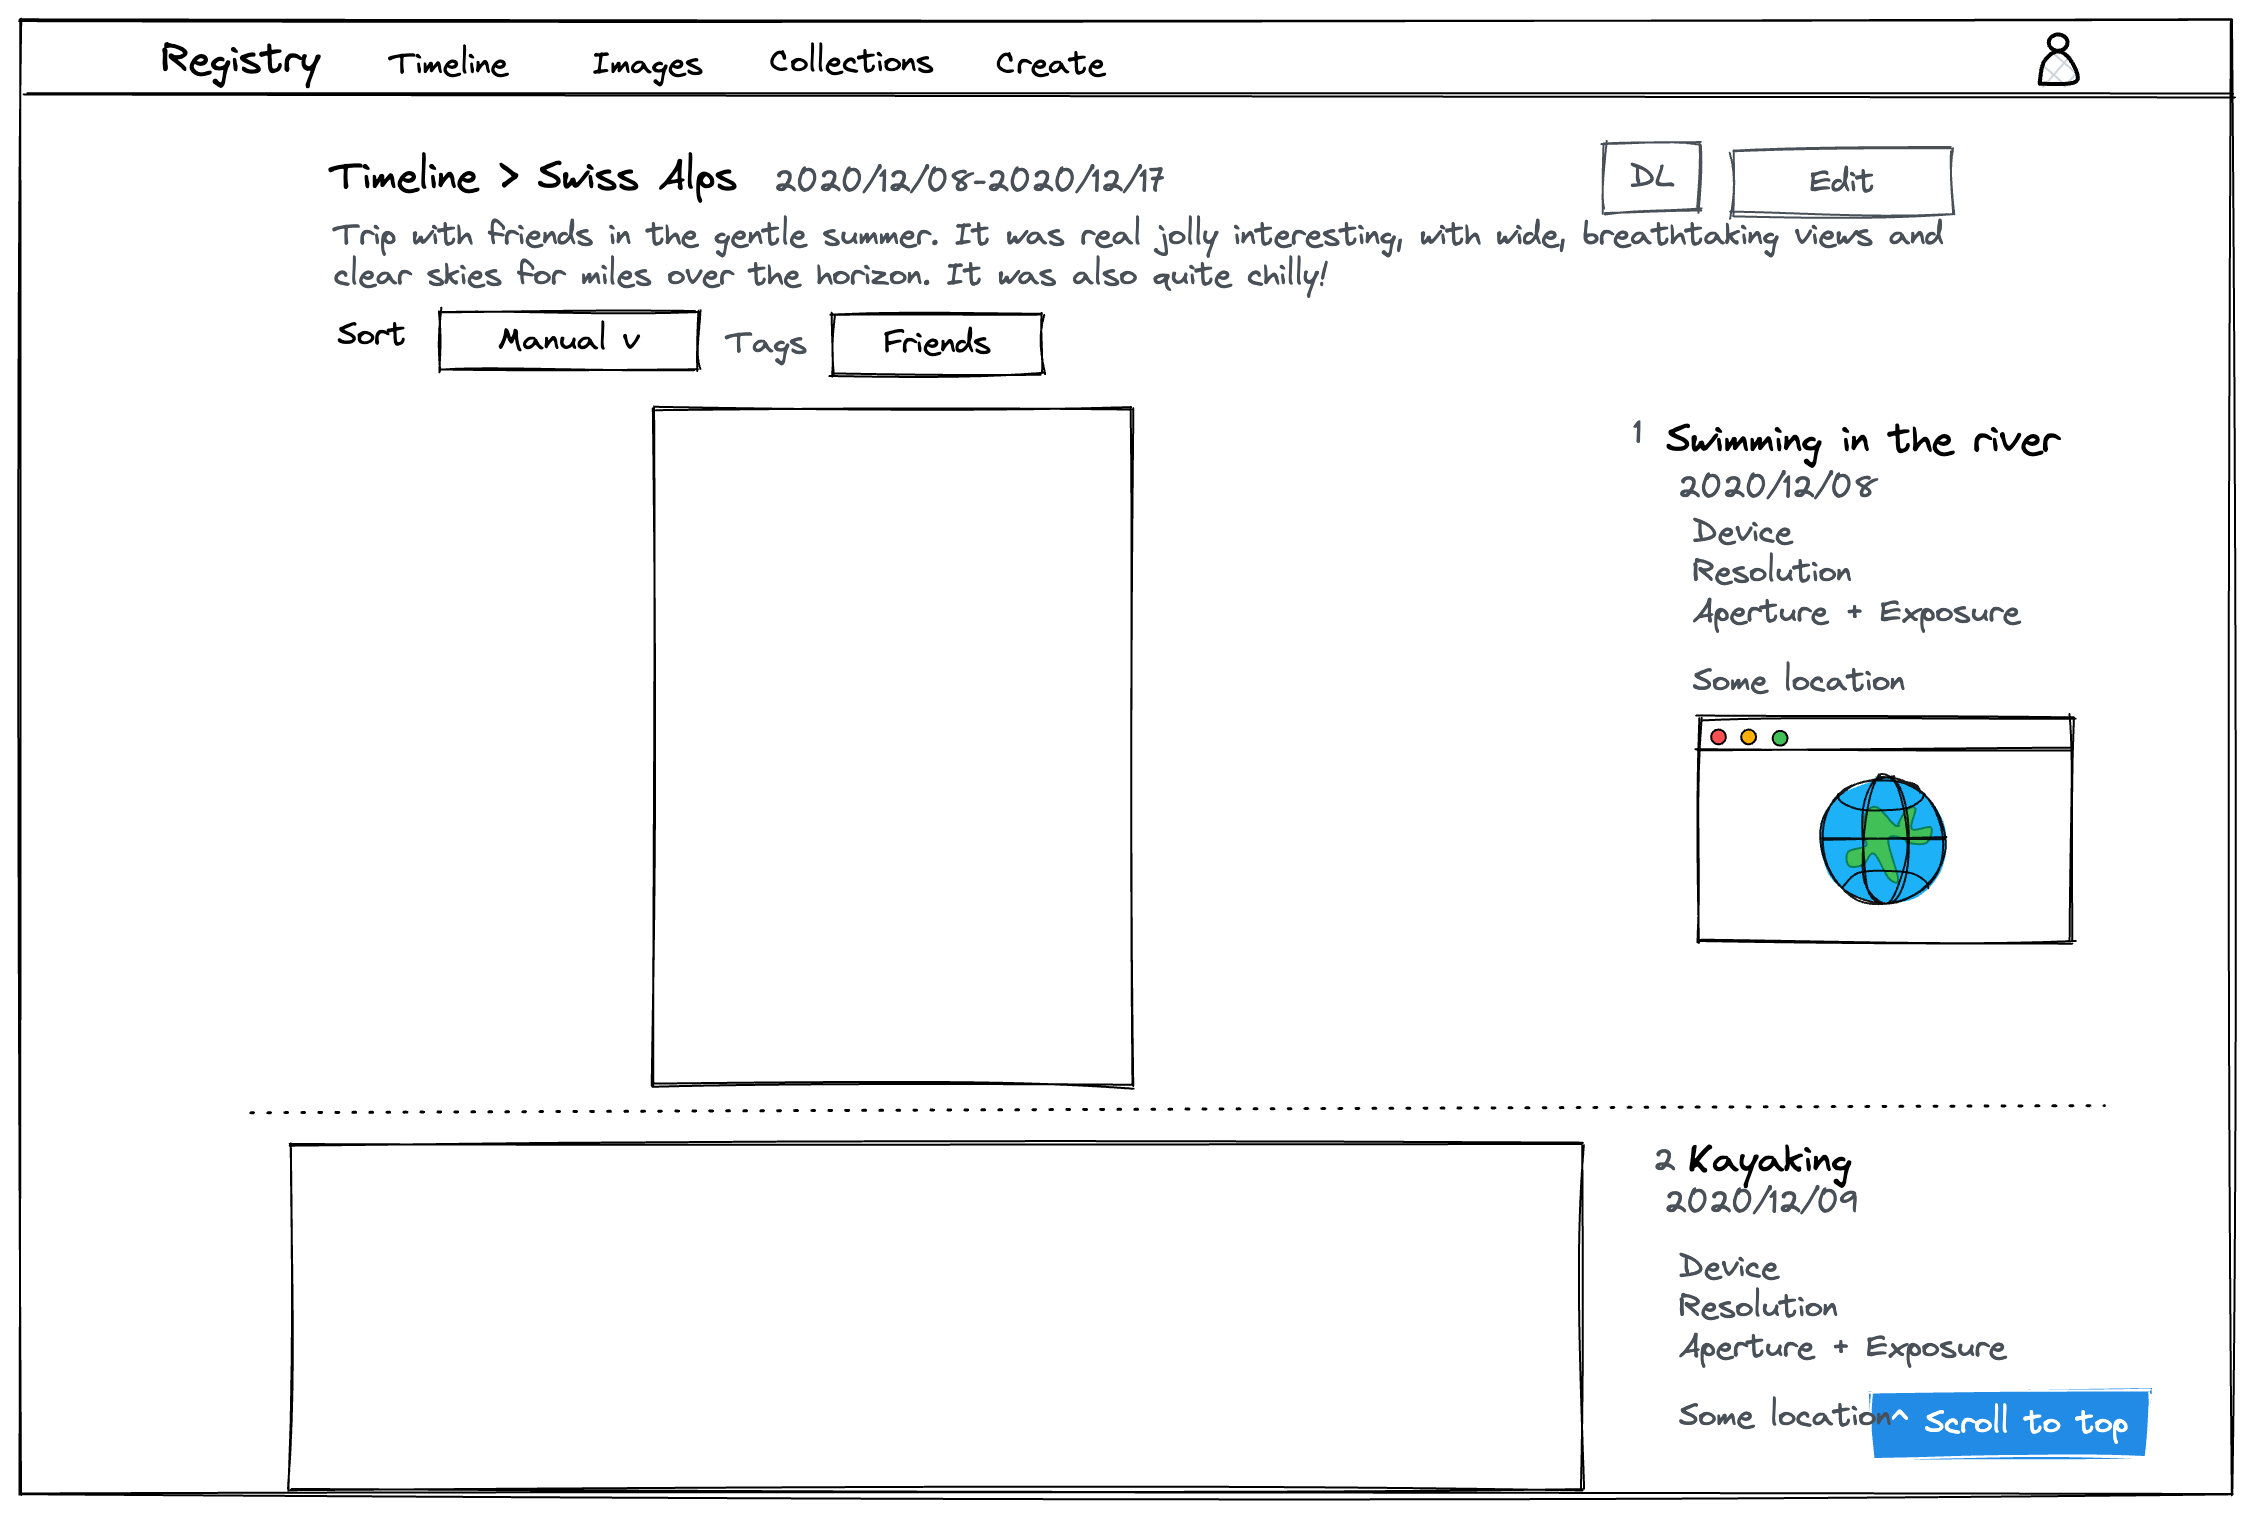 Registry Timeline Images Collections Create
Timeline > Swiss Alps 2020/12/08-2020/12/17
DL
Edit
Trip with friends in the gentle summer. It was real jolly interesting, with wide, breathtaking views and
clear skies for miles over the horizon. It was also quite chilly!
Sort Manual v Tags Friends
1 Swimming in the river
2020/12/08
Device
Resolution
Aperture + Exposure
Some location
2 Kayaking
2020/12/09
Device
Resolution
Aperture + Exposure
Some location
^ Scroll to top